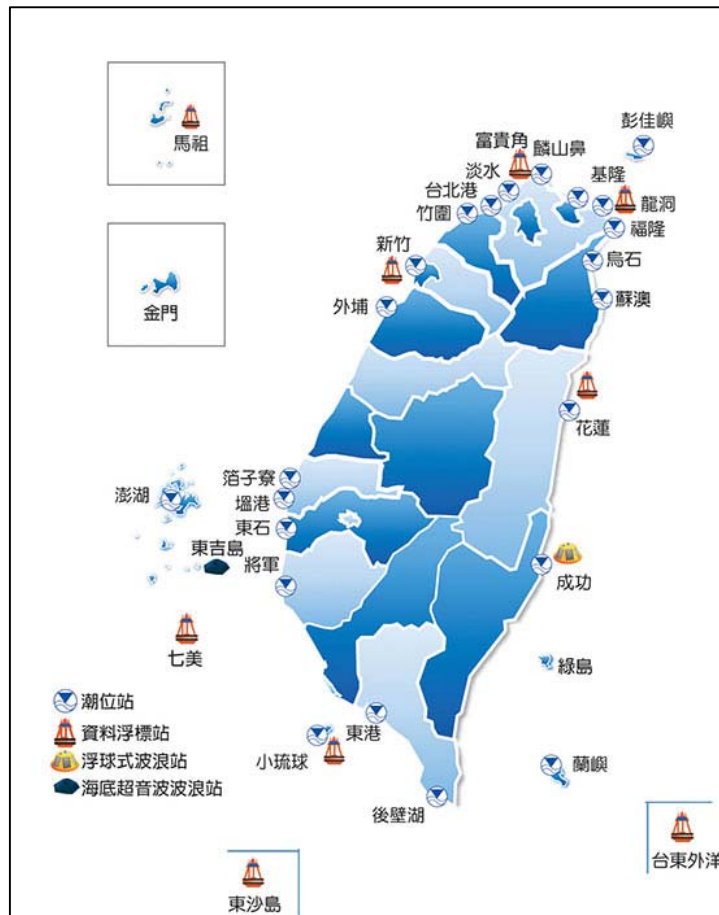 馬祖
金門
彭佳嶼
富貴角
麟山鼻
淡水
基隆
台北港
龍洞
竹圍
福隆
新竹
烏石
外埔
蘇澳
花蓮
箔子寮
澎湖
塭港
東石
東吉島
將軍
成功
七美
綠島
潮位站
資料浮標站
浮球式波浪站
海底超音波波浪站
東港
小琉球
蘭嶼
後壁湖
台東外洋
東沙島